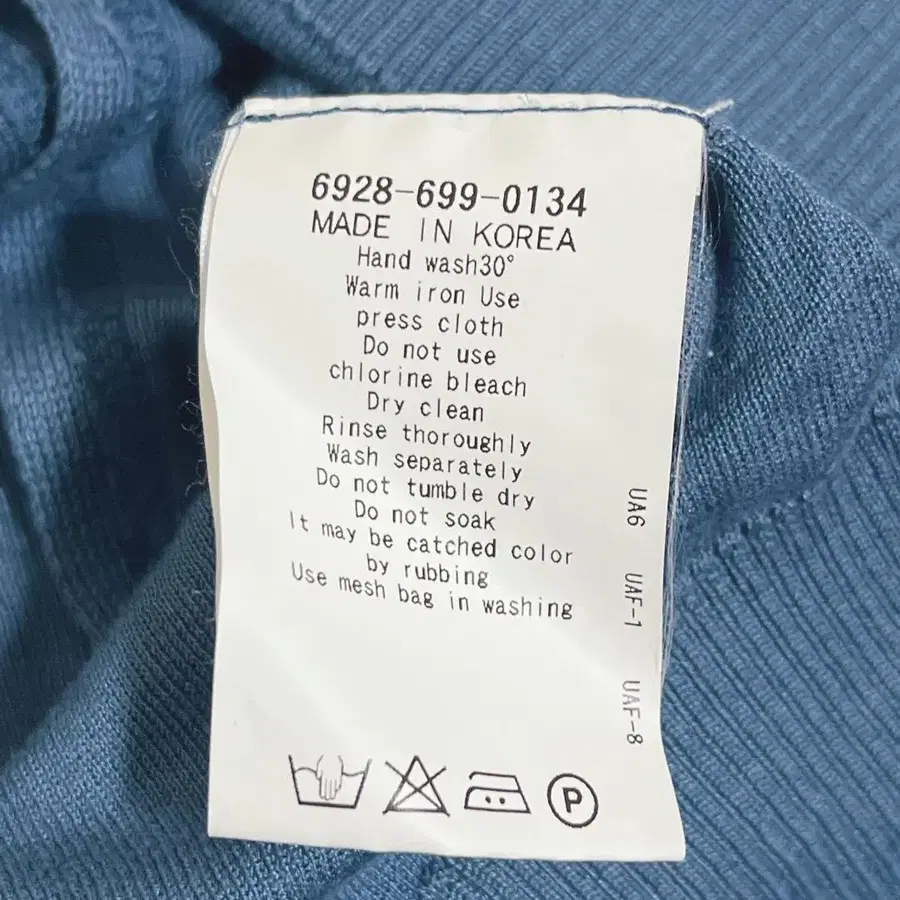 6928-699-0134
MADE IN KOREA
Hand wash30°
Warm iron Use
press cloth
Do not use
chlorine bleach
Dry clean
Rinse thoroughly
Wash separately
Do not tumble dry
Do not soak
It may be catched color
by rubbing
Use mesh bag in washing
UA6 UAF-1 UAF-8
P